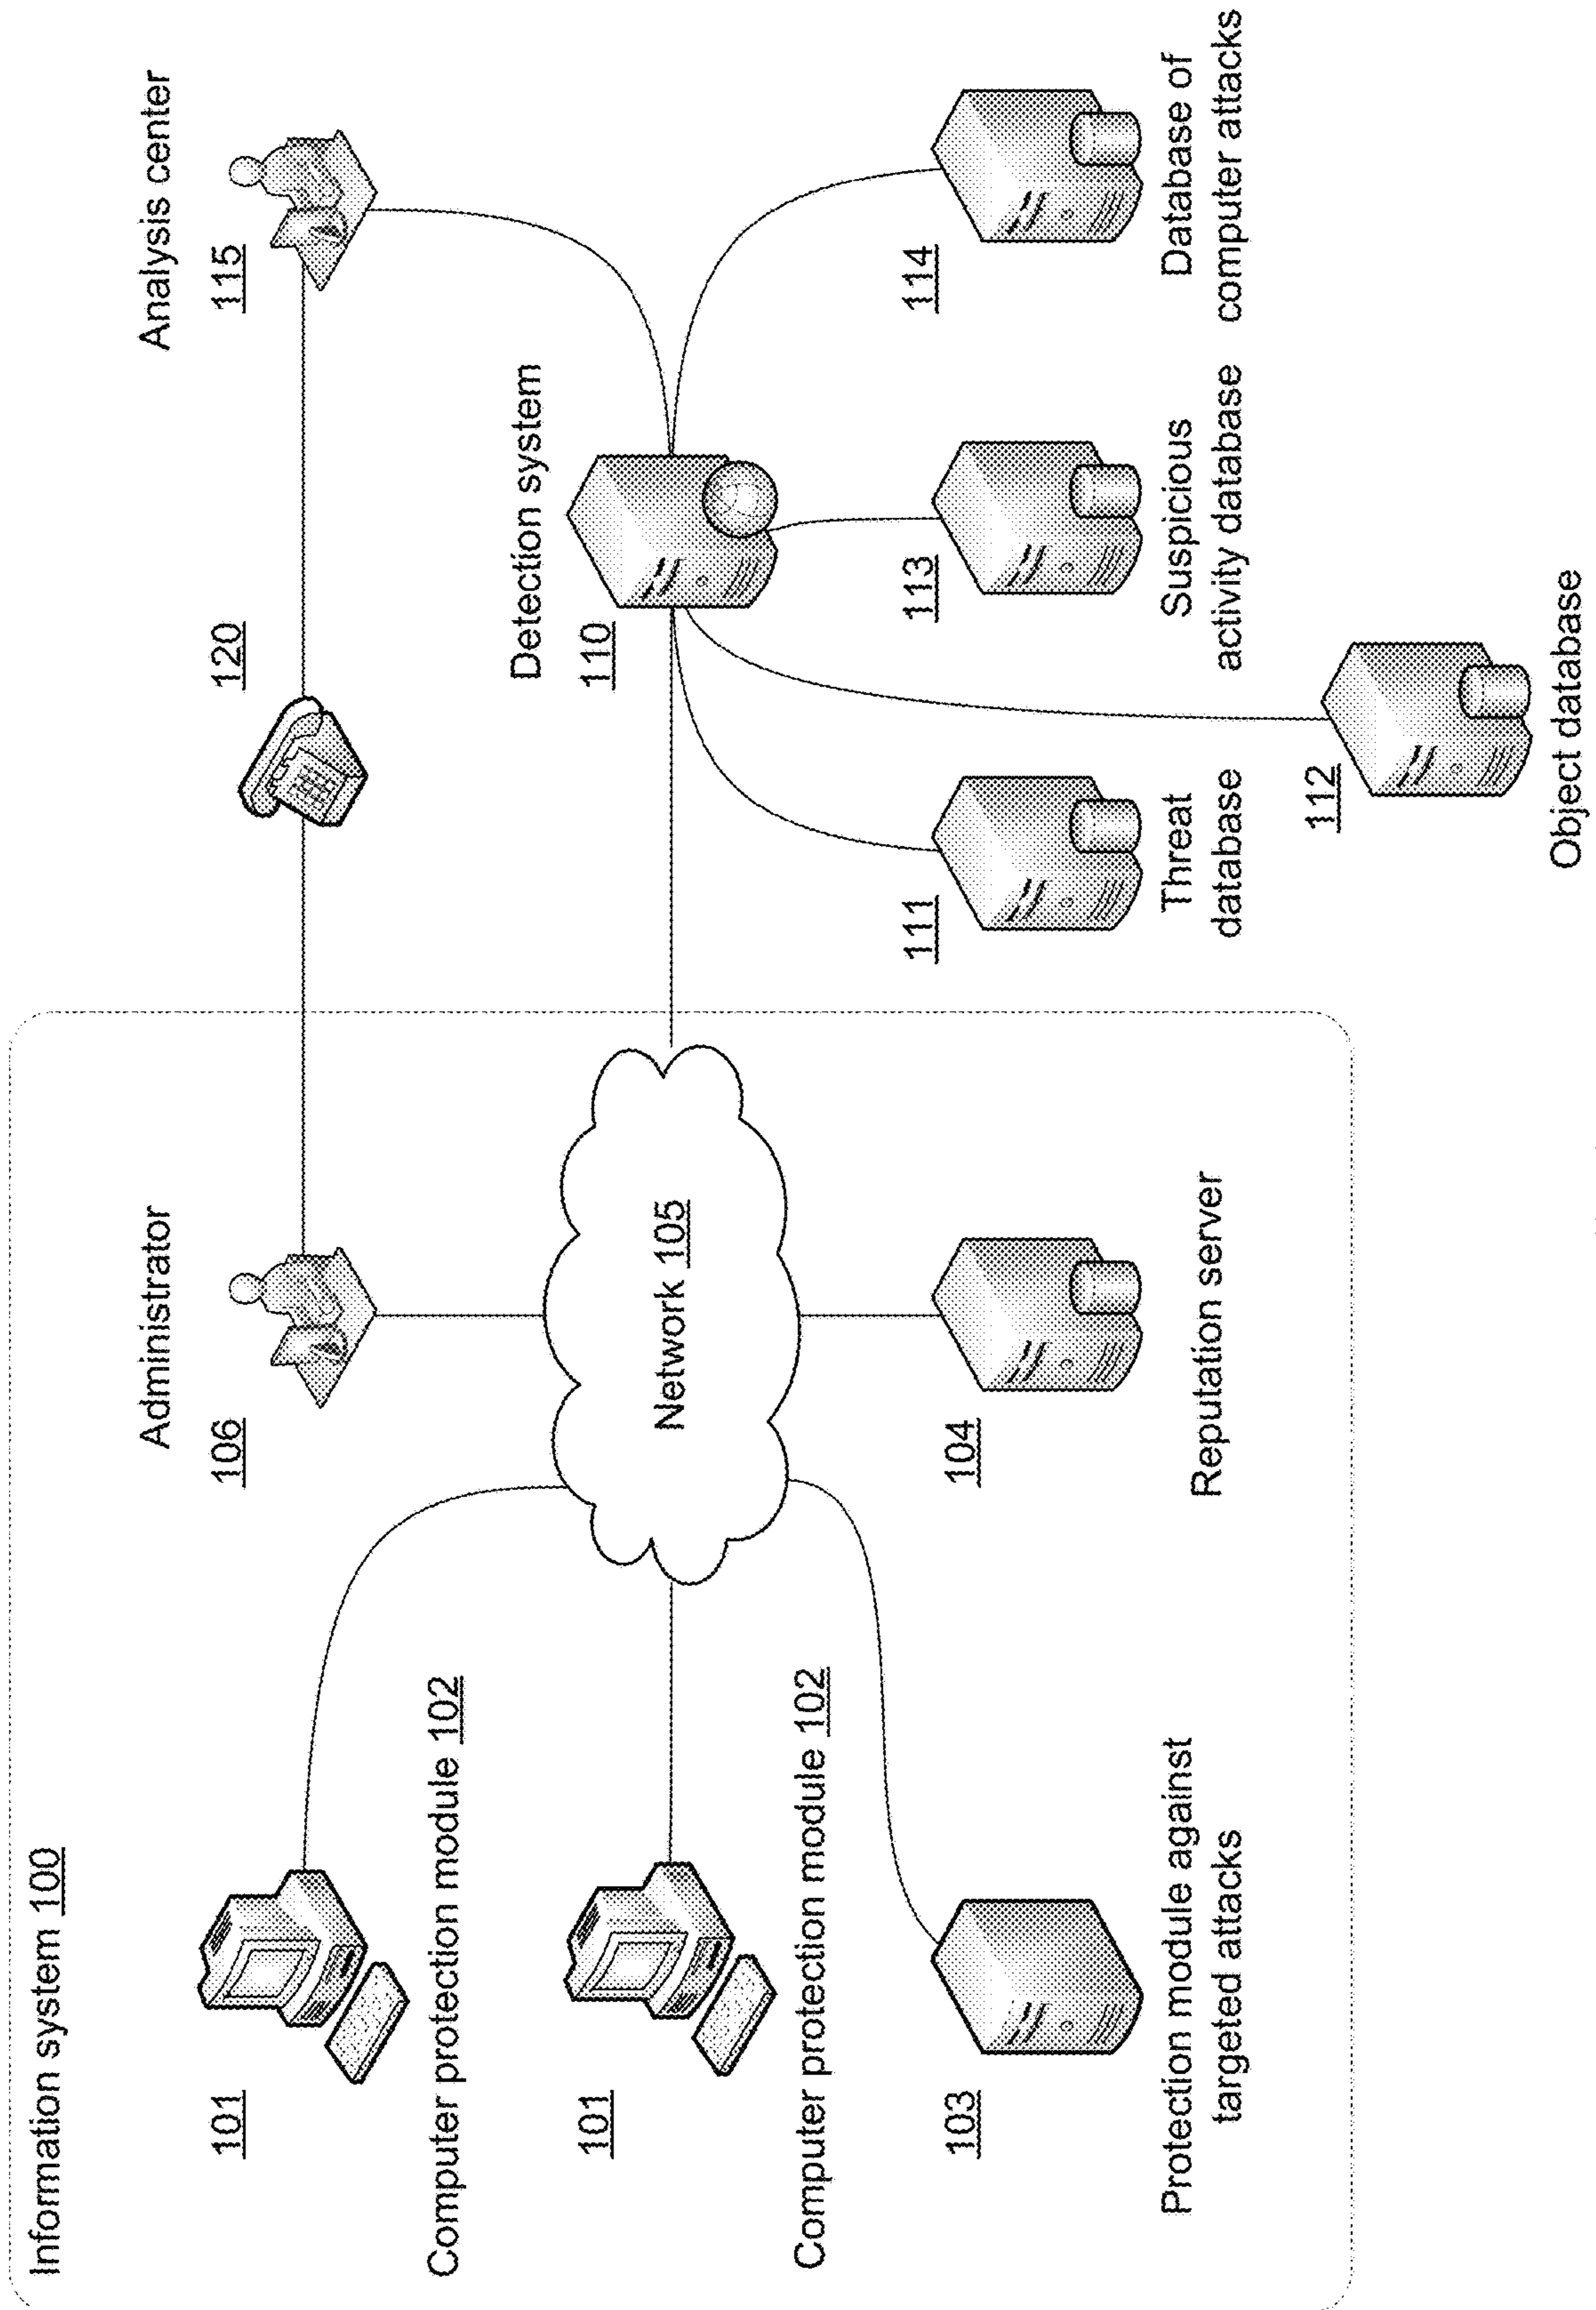 Information system 100
Administrator
Analysis center
101
106
120
115
Computer protection module 102
Detection system
101
Network 105
110
Computer protection module 102
103
104
111
113
114
Protection module against
targeted attacks
Reputation server
Threat
database
Suspicious
activity database
Database of
computer attacks
112
Object database